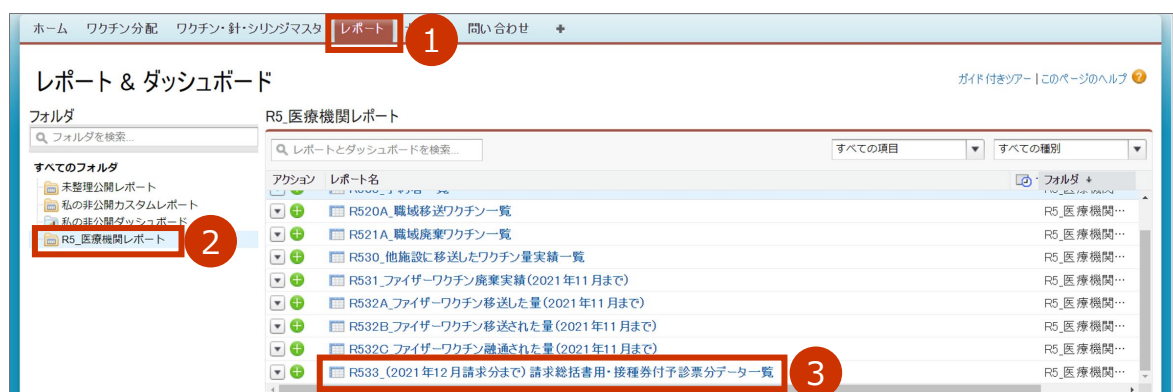 ホーム ワクチン分配 ワクチン・針・シリンジマスタ レポート 問い合わせ +
1
レポート & ダッシュボード
ガイド付きツアー | このページのヘルプ ?
フォルダ
R5_医療機関レポート
フォルダを検索...
レポートとダッシュボードを検索...
すべての項目
すべての種別
すべてのフォルダ
アクション レポート名 フォルダ
未整理公開レポート
私の非公開カスタムレポート
私の非公開ダッシュボード
R5_医療機関レポート
2
R520A_職域移送ワクチン一覧 R5_医療機関…
R521A_職域廃棄ワクチン一覧 R5_医療機関…
R530_他施設に移送したワクチン量実績一覧 R5_医療機関…
R531_ファイザーワクチン廃棄実績(2021年11月まで) R5_医療機関…
R532A_ファイザーワクチン移送した量(2021年11月まで) R5_医療機関…
R532B_ファイザーワクチン移送された量(2021年11月まで) R5_医療機関…
R532C_ファイザーワクチン融通された量(2021年11月まで) R5_医療機関…
R533_(2021年12月請求分まで)請求総括書用・接種券付予診票分データ一覧 R5_医療機関…
3